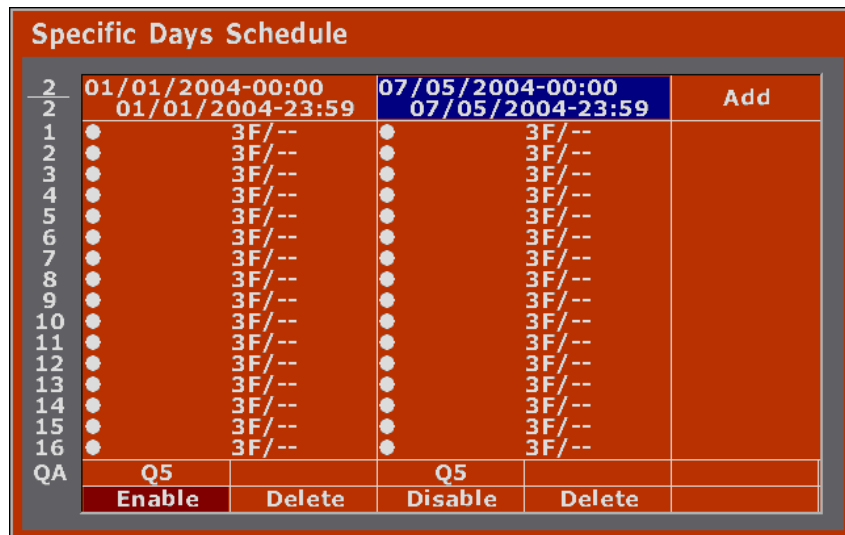 Specific Days Schedule
2 01/01/2004-00:00 07/05/2004-00:00 Add
2 01/01/2004-23:59 07/05/2004-23:59
1 3F/-- 3F/--
2 3F/-- 3F/--
3 3F/-- 3F/--
4 3F/-- 3F/--
5 3F/-- 3F/--
6 3F/-- 3F/--
7 3F/-- 3F/--
8 3F/-- 3F/--
9 3F/-- 3F/--
10 3F/-- 3F/--
11 3F/-- 3F/--
12 3F/-- 3F/--
13 3F/-- 3F/--
14 3F/-- 3F/--
15 3F/-- 3F/--
16 3F/-- 3F/--
QA Q5 Q5
Enable Delete Disable Delete